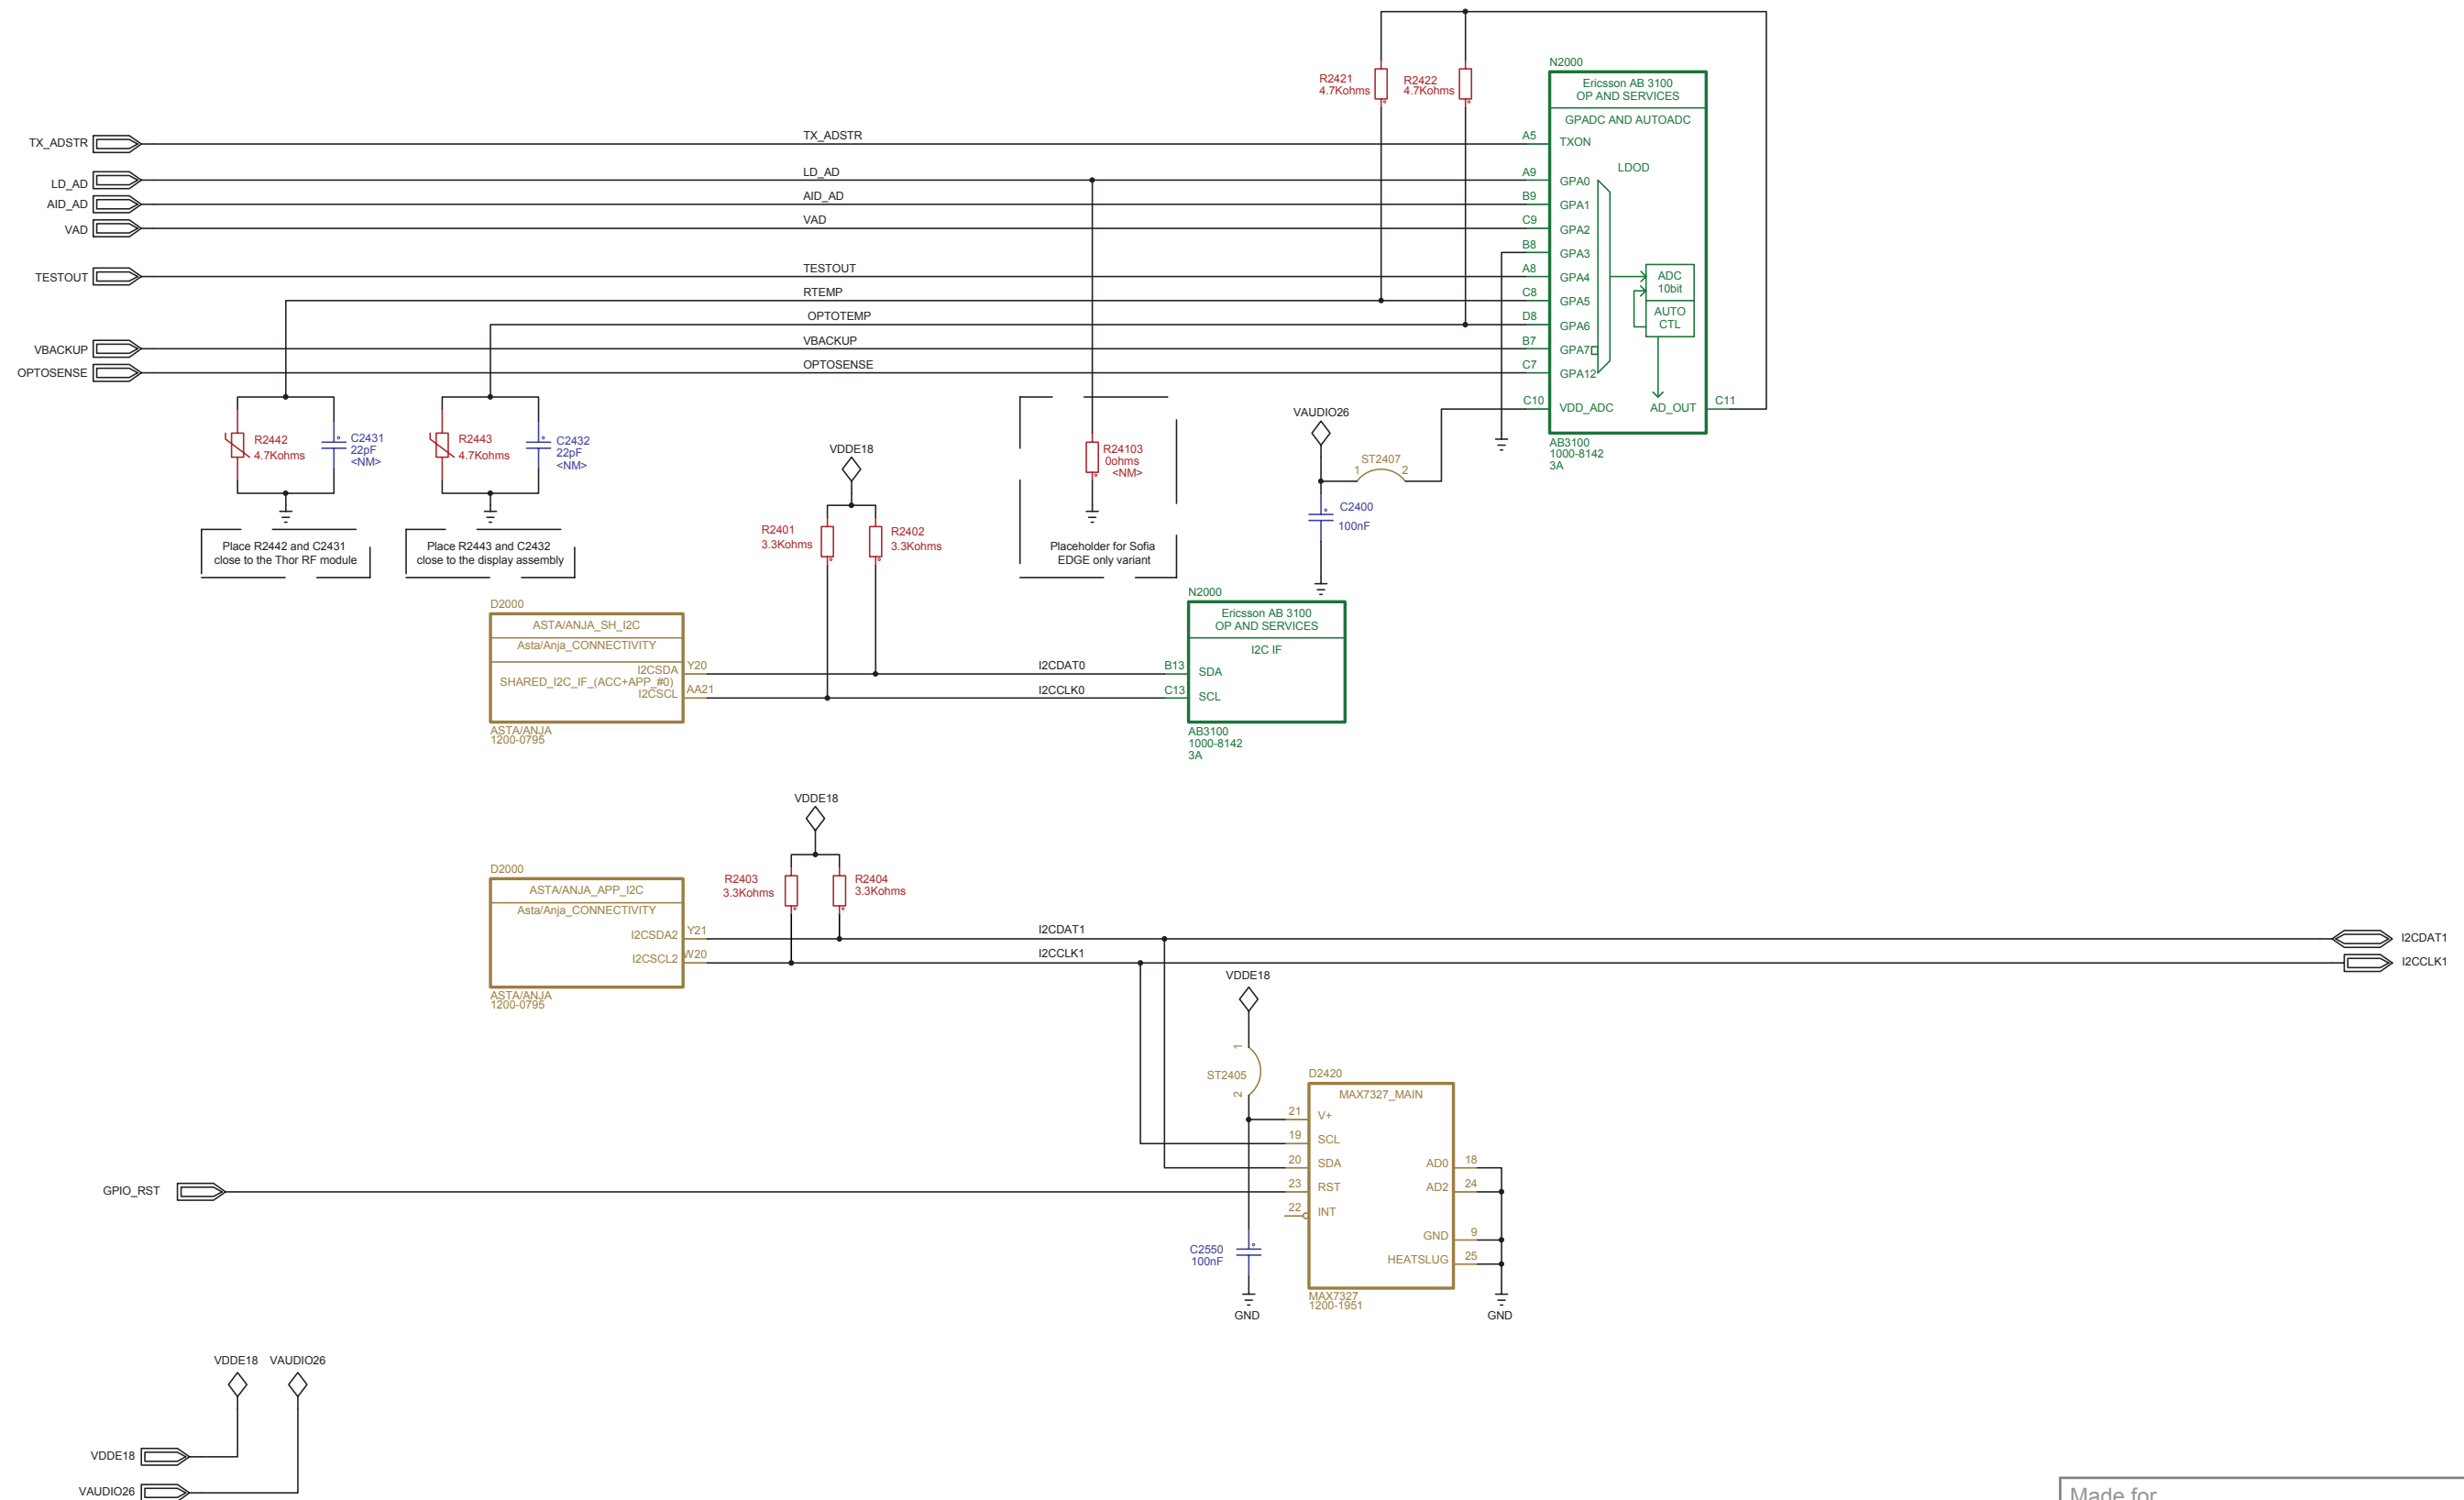 R2421
4.7Kohms
R2422
4.7Kohms
N2000
Ericsson AB 3100
OP AND SERVICES
GPADC AND AUTOADC
TX_ADSTR
TX_ADSTR
A5
TXON
LDOD
LD_AD
LD_AD
A9
GPA0
AID_AD
AID_AD
B9
GPA1
VAD
VAD
C9
GPA2
B8
GPA3
TESTOUT
TESTOUT
A8
GPA4
ADC
10bit
RTEMP
C8
GPA5
AUTO
CTL
OPTOTEMP
D8
GPA6
VBACKUP
VBACKUP
B7
GPA7
OPTOSENSE
OPTOSENSE
C7
GPA12
C10
VDD_ADC
AD_OUT
C11
AB3100
1000-8142
3A
R2442
4.7Kohms
C2431
22pF
<NM>
R2443
4.7Kohms
C2432
22pF
<NM>
VDDE18
R24103
0ohms
<NM>
VAUDIO26
ST2407
1
2
C2400
100nF
Place R2442 and C2431
close to the Thor RF module
Place R2443 and C2432
close to the display assembly
R2401
3.3Kohms
R2402
3.3Kohms
Placeholder for Sofia
EDGE only variant
D2000
ASTA/ANJA_SH_I2C
Asta/Anja_CONNECTIVITY
I2CSDA
Y20
SHARED_I2C_IF_(ACC+APP_#0)
I2CSCL
AA21
ASTA/ANJA
1200-0795
I2CDAT0
I2CCLK0
N2000
Ericsson AB 3100
OP AND SERVICES
I2C IF
B13
SDA
C13
SCL
AB3100
1000-8142
3A
VDDE18
R2403
3.3Kohms
R2404
3.3Kohms
D2000
ASTA/ANJA_APP_I2C
Asta/Anja_CONNECTIVITY
I2CSDA2
Y21
I2CSCL2
W20
ASTA/ANJA
1200-0795
I2CDAT1
I2CCLK1
I2CDAT1
I2CCLK1
VDDE18
1
ST2405
2
D2420
MAX7327_MAIN
21
V+
19
SCL
20
SDA
AD0
18
GPIO_RST
23
RST
AD2
24
22
INT
GND
9
HEATSLUG
25
C2550
100nF
GND
MAX7327
1200-1951
GND
VDDE18
VAUDIO26
VDDE18
VAUDIO26
Made for